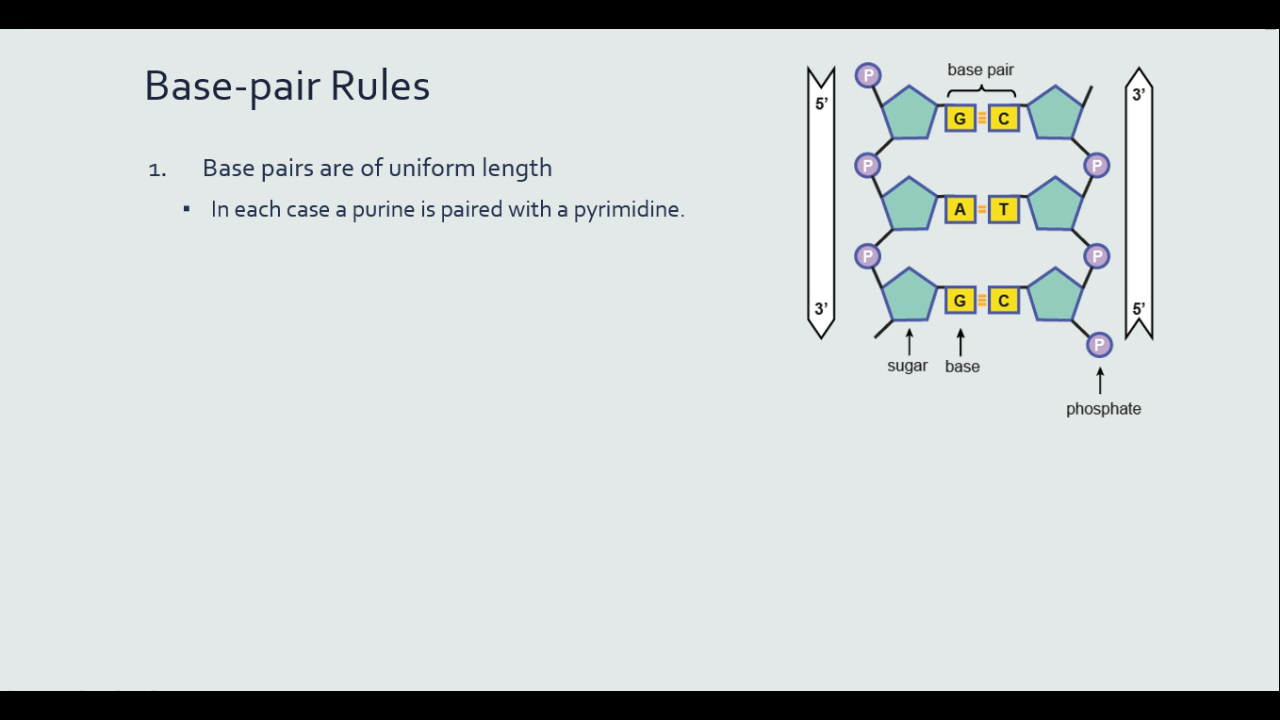 Base-pair Rules
1. Base pairs are of uniform length
▪ In each case a purine is paired with a pyrimidine.
base pair
5’
3’
P
G ≡ C
P
P
A = T
P
P
G ≡ C
3’
5’
P
sugar
base
phosphate